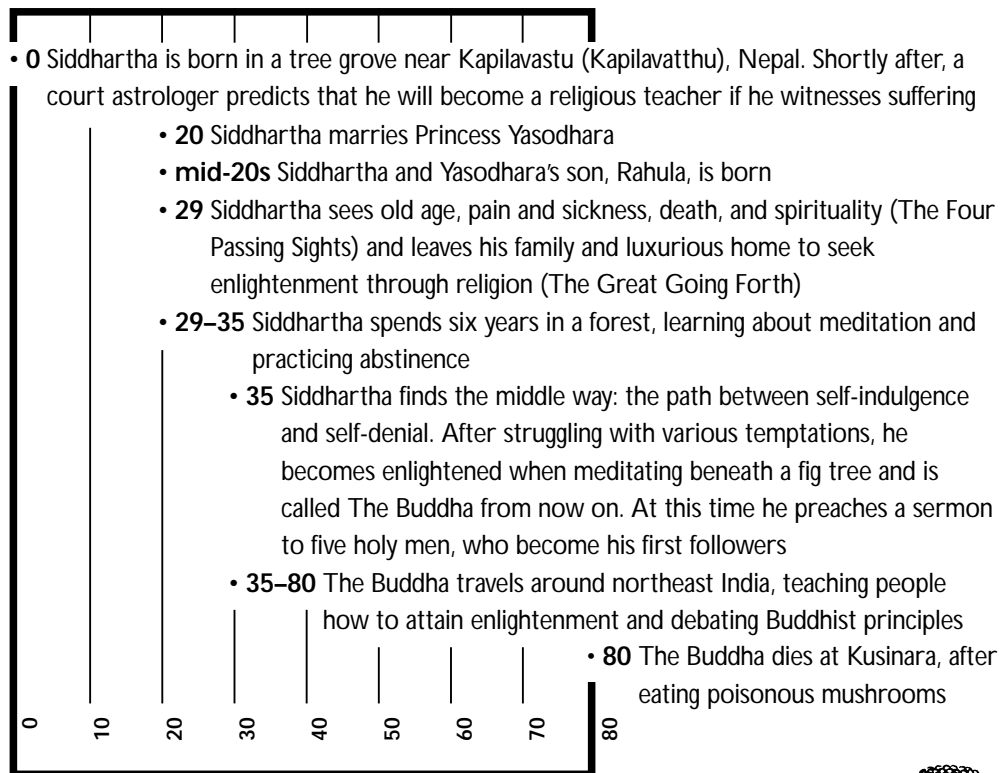 • 0 Siddhartha is born in a tree grove near Kapilavastu (Kapilavatthu), Nepal. Shortly after, a
court astrologer predicts that he will become a religious teacher if he witnesses suffering
• 20 Siddhartha marries Princess Yasodhara
• mid-20s Siddhartha and Yasodhara's son, Rahula, is born
• 29 Siddhartha sees old age, pain and sickness, death, and spirituality (The Four
Passing Sights) and leaves his family and luxurious home to seek
enlightenment through religion (The Great Going Forth)
• 29–35 Siddhartha spends six years in a forest, learning about meditation and
practicing abstinence
• 35 Siddhartha finds the middle way: the path between self-indulgence
and self-denial. After struggling with various temptations, he
becomes enlightened when meditating beneath a fig tree and is
called The Buddha from now on. At this time he preaches a sermon
to five holy men, who become his first followers
• 35–80 The Buddha travels around northeast India, teaching people
how to attain enlightenment and debating Buddhist principles
• 80 The Buddha dies at Kusinara, after
eating poisonous mushrooms
0 10 20 30 40 50 60 70 80